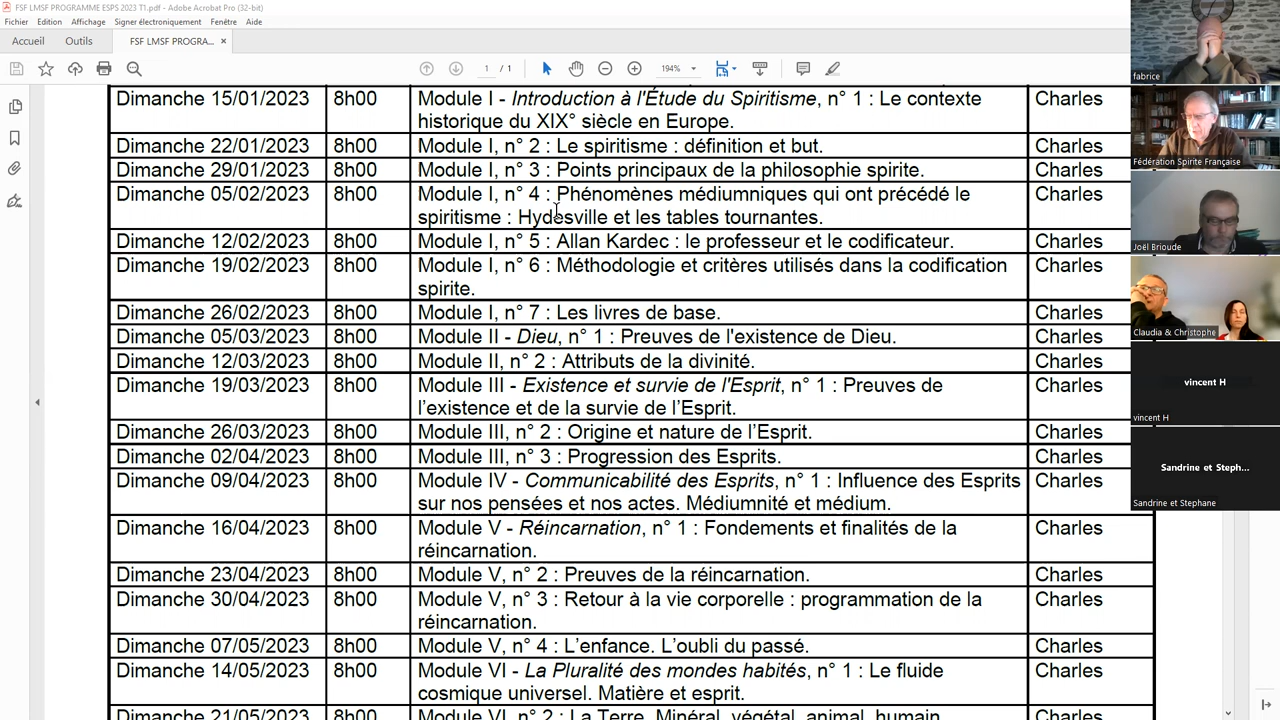 FSF LMSF PROGRAMME ESPS 2023 T1.pdf - Adobe Acrobat Pro (32-bit)
Fichier Edition Affichage Signer électroniquement Fenêtre Aide
Accueil Outils FSF LMSF PROGRA... ×
1 / 1 194%
Dimanche 15/01/2023 8h00 Module I - Introduction à l'Étude du Spiritisme, n° 1 : Le contexte Charles
historique du XIX° siècle en Europe.
Dimanche 22/01/2023 8h00 Module I, n° 2 : Le spiritisme : définition et but. Charles
Dimanche 29/01/2023 8h00 Module I, n° 3 : Points principaux de la philosophie spirite. Charles
Dimanche 05/02/2023 8h00 Module I, n° 4 : Phénomènes médiumniques qui ont précédé le Charles
spiritisme : Hydesville et les tables tournantes.
Dimanche 12/02/2023 8h00 Module I, n° 5 : Allan Kardec : le professeur et le codificateur. Charles
Dimanche 19/02/2023 8h00 Module I, n° 6 : Méthodologie et critères utilisés dans la codification Charles
spirite.
Dimanche 26/02/2023 8h00 Module I, n° 7 : Les livres de base. Charles
Dimanche 05/03/2023 8h00 Module II - Dieu, n° 1 : Preuves de l'existence de Dieu. Charles
Dimanche 12/03/2023 8h00 Module II, n° 2 : Attributs de la divinité. Charles
Dimanche 19/03/2023 8h00 Module III - Existence et survie de l'Esprit, n° 1 : Preuves de Charles
l’existence et de la survie de l’Esprit.
Dimanche 26/03/2023 8h00 Module III, n° 2 : Origine et nature de l’Esprit. Charles
Dimanche 02/04/2023 8h00 Module III, n° 3 : Progression des Esprits. Charles
Dimanche 09/04/2023 8h00 Module IV - Communicabilité des Esprits, n° 1 : Influence des Esprits Charles
sur nos pensées et nos actes. Médiumnité et médium.
Dimanche 16/04/2023 8h00 Module V - Réincarnation, n° 1 : Fondements et finalités de la Charles
réincarnation.
Dimanche 23/04/2023 8h00 Module V, n° 2 : Preuves de la réincarnation. Charles
Dimanche 30/04/2023 8h00 Module V, n° 3 : Retour à la vie corporelle : programmation de la Charles
réincarnation.
Dimanche 07/05/2023 8h00 Module V, n° 4 : L’enfance. L’oubli du passé. Charles
Dimanche 14/05/2023 8h00 Module VI - La Pluralité des mondes habités, n° 1 : Le fluide Charles
cosmique universel. Matière et esprit.
Dimanche 21/05/2023 8h00 Module VI, n° 2 : La Terre. Minéral, végétal, animal, humain. Charles
fabrice
Fédération Spirite Française
Joël Brioude
Claudia & Christophe
vincent H
vincent H
Sandrine et Steph...
Sandrine et Stephane